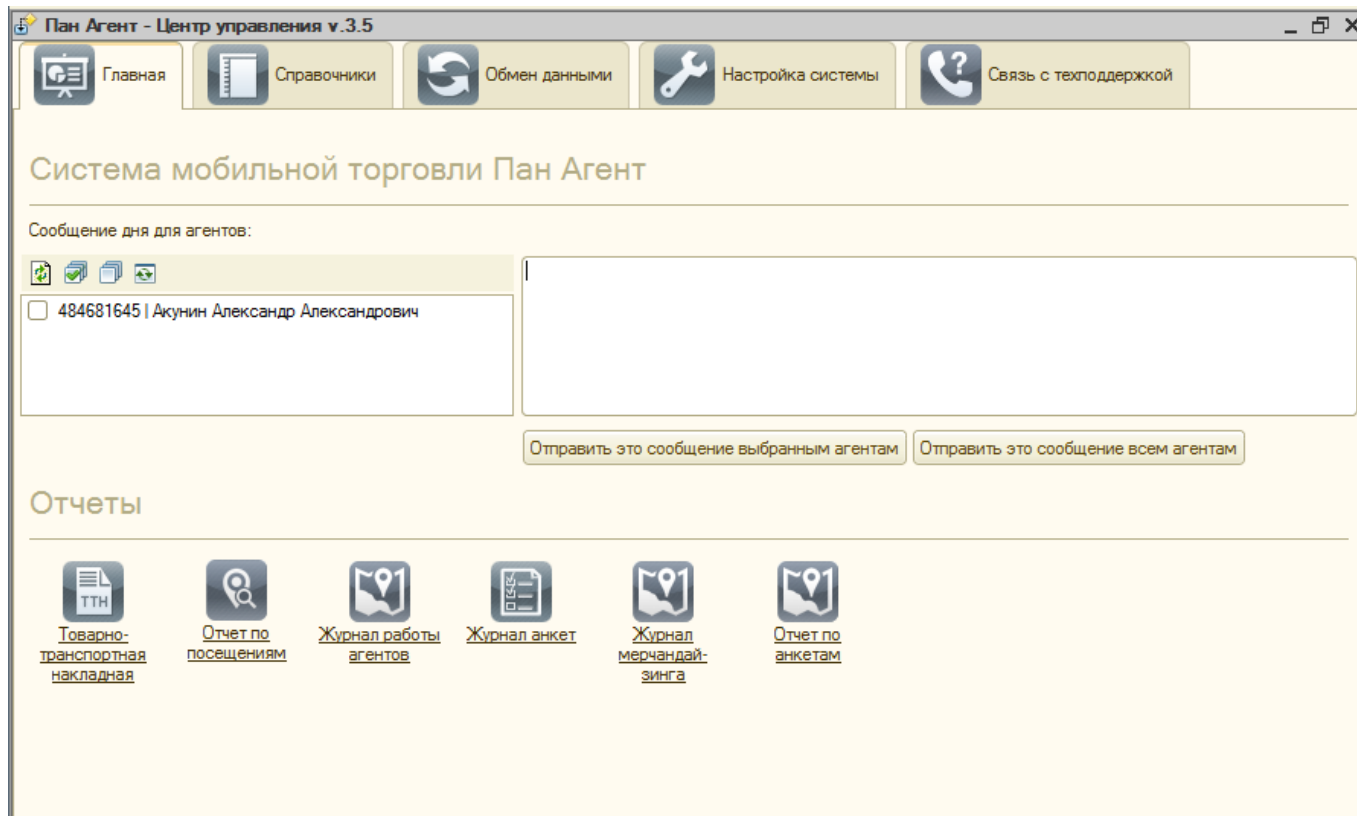 Пан Агент - Центр управления v.3.5
Главная
Справочники
Обмен данными
Настройка системы
Связь с техподдержкой
Система мобильной торговли Пан Агент
Сообщение дня для агентов:
484681645 | Акунин Александр Александрович
Отправить это сообщение выбранным агентам
Отправить это сообщение всем агентам
Отчеты
ТТН
Товарно-
транспортная
накладная
Отчет по
посещениям
Журнал работы
агентов
Журнал анкет
Журнал
мерчандай-
зинга
Отчет по
анкетам